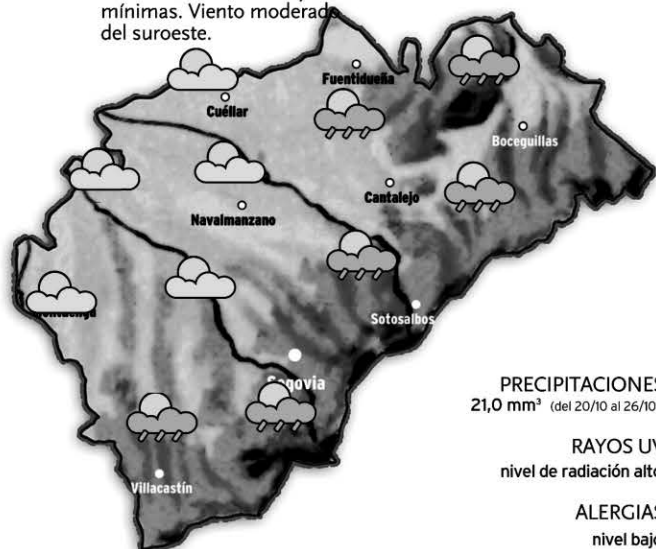 mínimas. Viento moderado
del suroeste.
Fuentidueña
Cuéllar
Boceguillas
Cantalejo
Navalmanzano
Sotosalbos
Segovia
Villacastín
PRECIPITACIONES
21,0 mm³ (del 20/10 al 26/10
RAYOS UV
nivel de radiación alto
ALERGIAS
nivel bajo